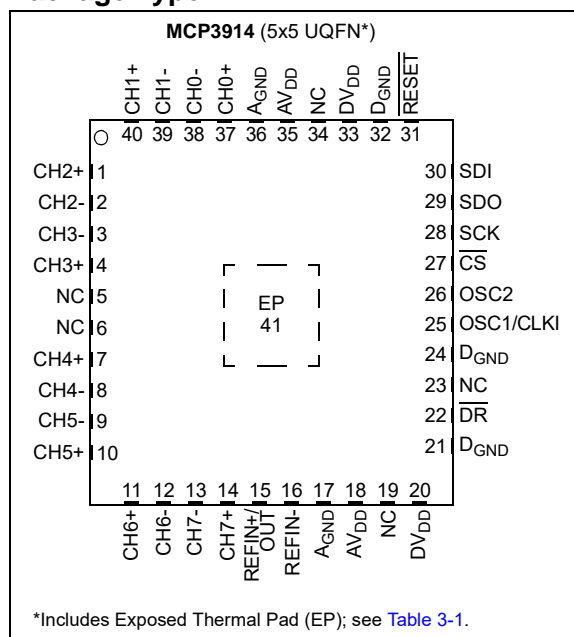 MCP3914 (5x5 UQFN*)
CH1+
CH1-
CH0-
CH0+
AGND
AVDD
NC
DVDD
DGND
RESET
40 39 38 37 36 35 34 33 32 31
CH2+ 1
CH2- 2
CH3- 3
CH3+ 4
NC 5
NC 6
CH4+ 7
CH4- 8
CH5- 9
CH5+ 10
EP
41
30 SDI
29 SDO
28 SCK
27 CS
26 OSC2
25 OSC1/CLKI
24 DGND
23 NC
22 DR
21 DGND
11 12 13 14 15 16 17 18 19 20
CH6+
CH6-
CH7-
CH7+
REFIN+/
OUT
REFIN-
AGND
AVDD
NC
DVDD
*Includes Exposed Thermal Pad (EP); see Table 3-1.